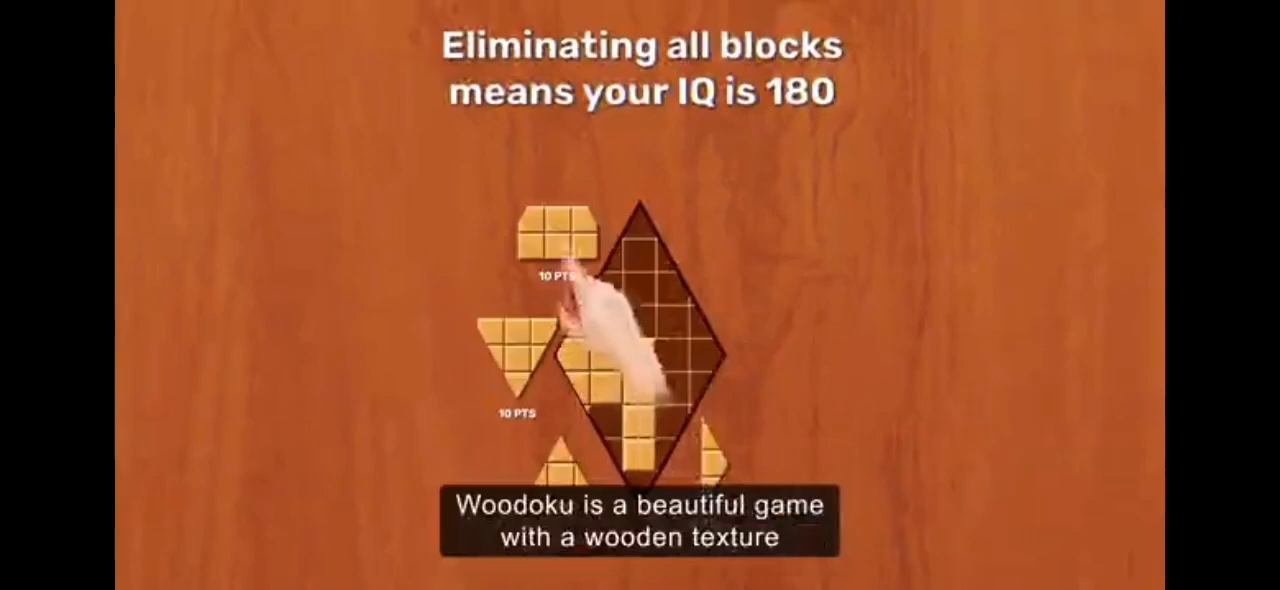 Eliminating all blocks
means your IQ is 180
10 PTS
10 PTS
Woodoku is a beautiful game
with a wooden texture